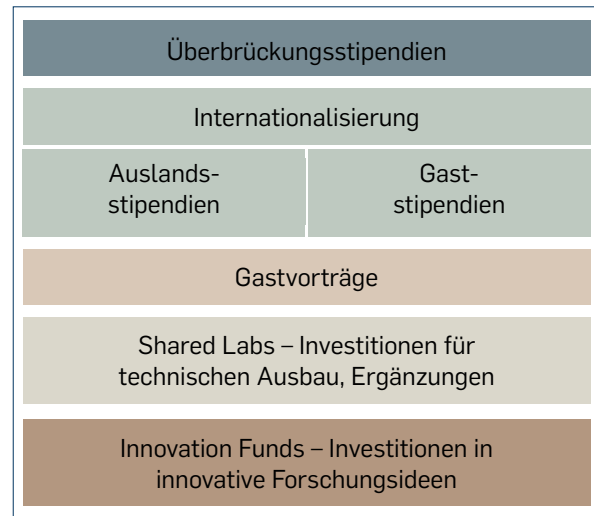 Überbrückungsstipendien
Internationalisierung
Auslands-
stipendien
Gast-
stipendien
Gastvorträge
Shared Labs – Investitionen für
technischen Ausbau, Ergänzungen
Innovation Funds – Investitionen in
innovative Forschungsideen